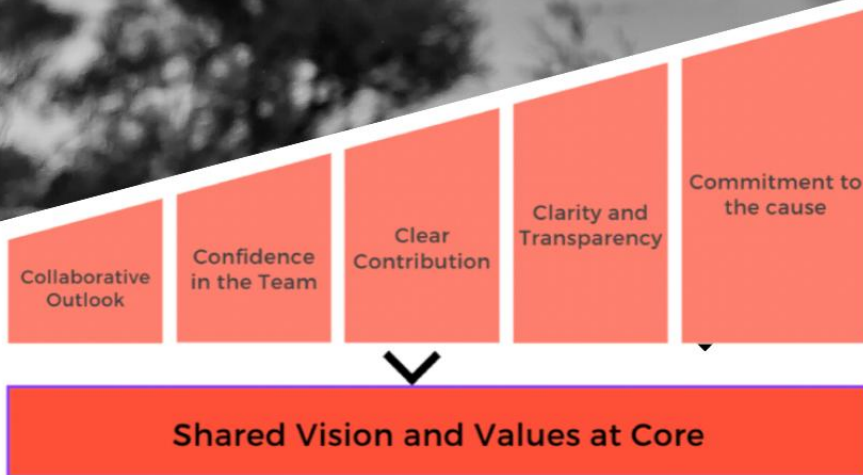 Collaborative
Outlook
Confidence
in the Team
Clear
Contribution
Clarity and
Transparency
Commitment to
the cause
Shared Vision and Values at Core